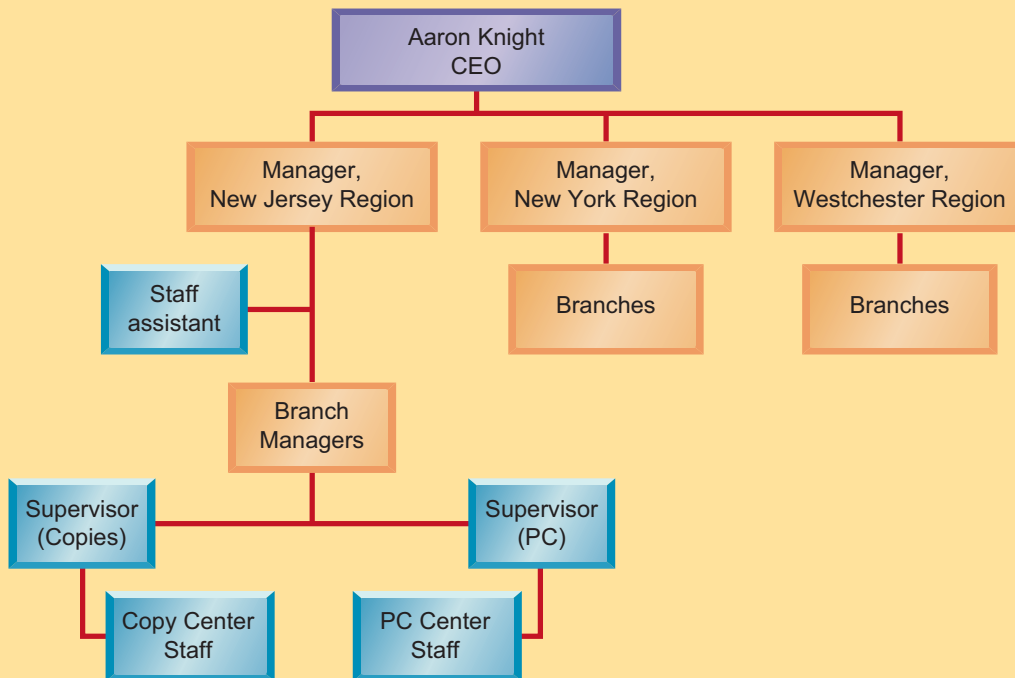 Aaron Knight
CEO
Manager,
New Jersey Region
Manager,
New York Region
Manager,
Westchester Region
Staff
assistant
Branches
Branches
Branch
Managers
Supervisor
(Copies)
Supervisor
(PC)
Copy Center
Staff
PC Center
Staff